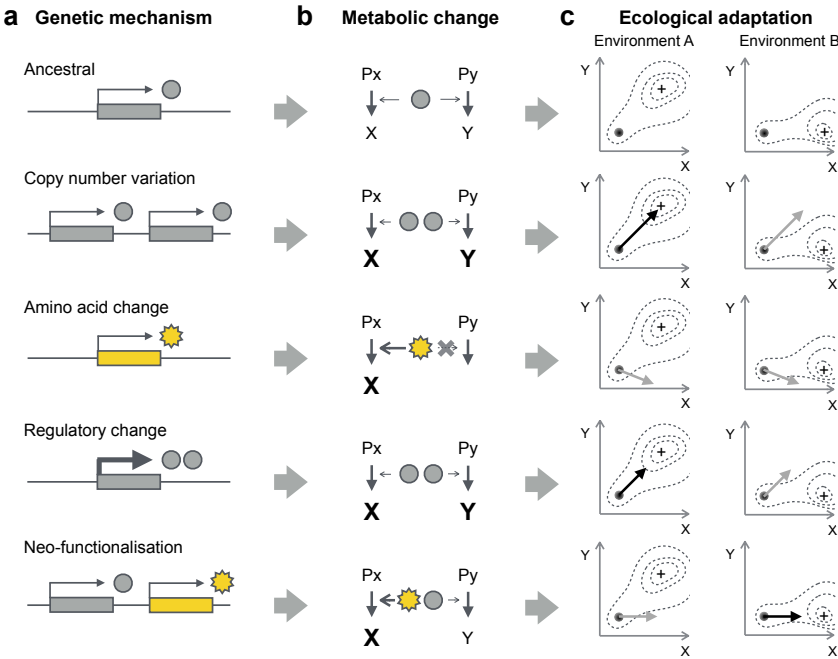 a Genetic mechanism b Metabolic change c Ecological adaptation
Environment A Environment B
Ancestral
Px Py
X Y
Y X
Y X
Copy number variation
Px Py
X Y
Y X
Y X
Amino acid change
Px Py
X
Y X
Y X
Regulatory change
Px Py
X Y
Y X
Y X
Neo-functionalisation
Px Py
X Y
Y X
Y X